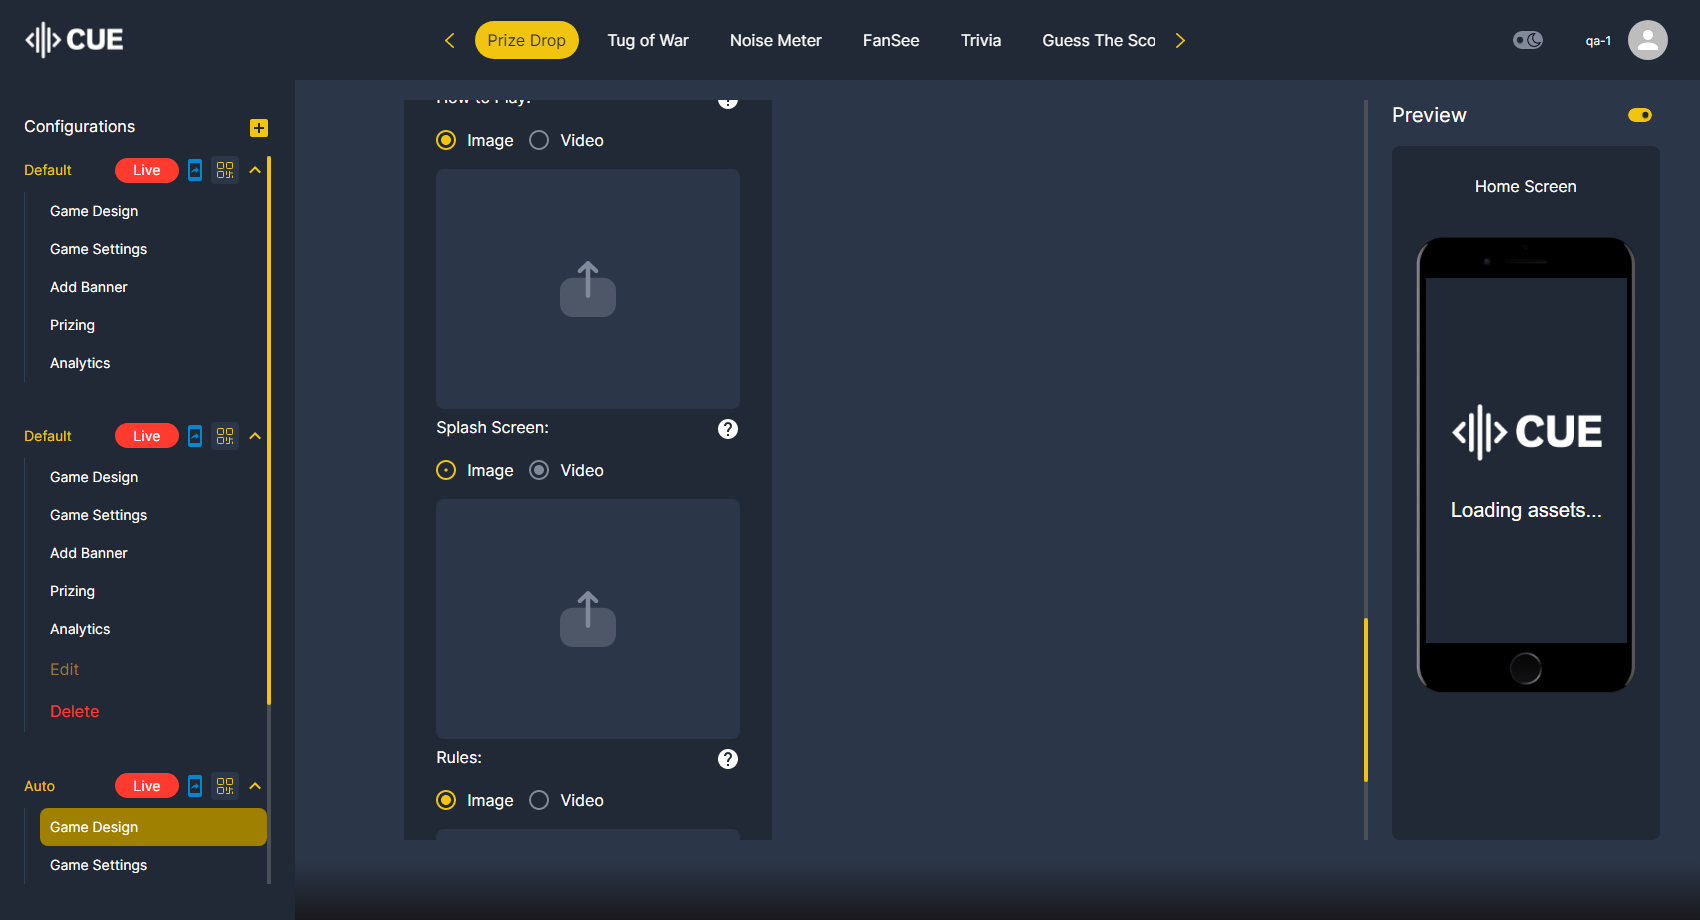 CUE
Prize Drop
Tug of War
Noise Meter
FanSee
Trivia
Guess The Sco
qa-1
Configurations
Default
Live
Game Design
Game Settings
Add Banner
Prizing
Analytics
Default
Live
Game Design
Game Settings
Add Banner
Prizing
Analytics
Edit
Delete
Auto
Live
Game Design
Game Settings
How to Play:
Image
Video
Splash Screen:
Image
Video
Rules:
Image
Video
Preview
Home Screen
CUE
Loading assets...